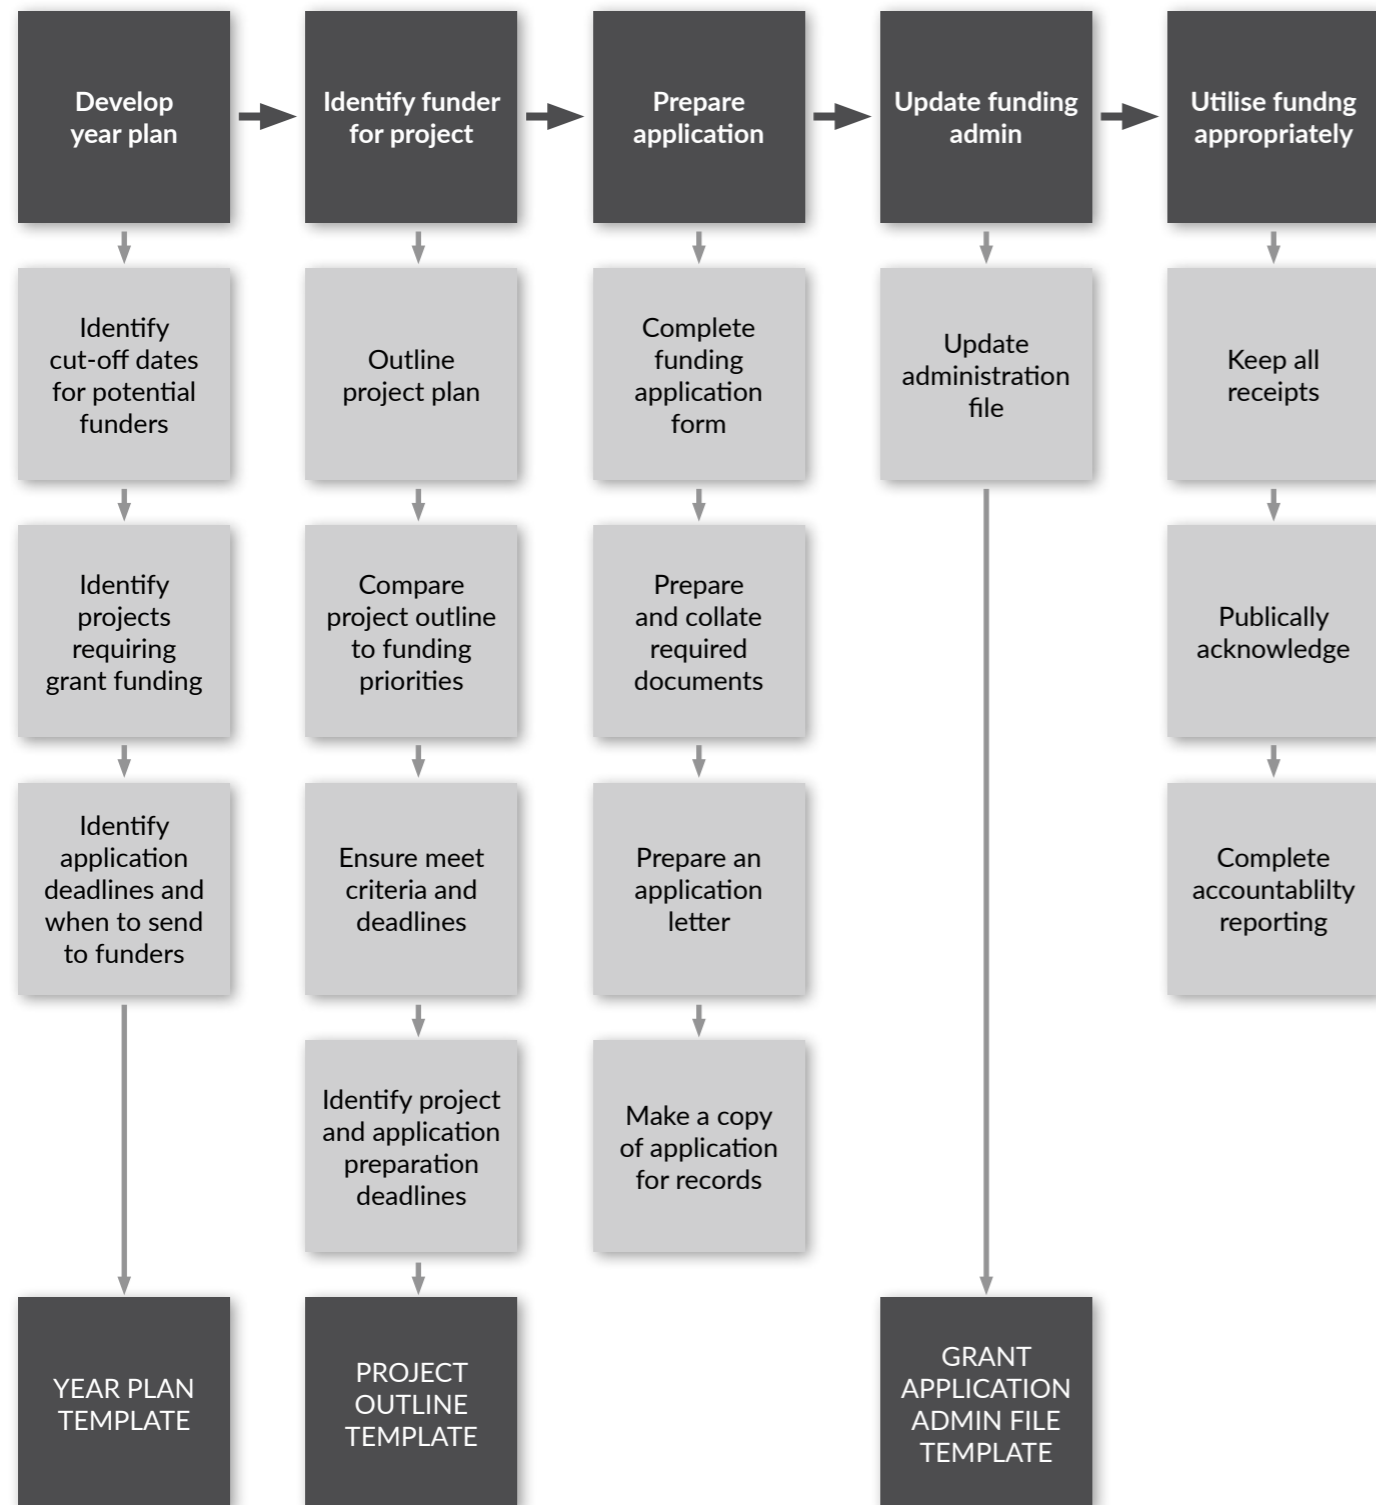 Develop
year plan
Identify funder
for project
Prepare
application
Update funding
admin
Utilise fundng
appropriately
Identify
cut-off dates
for potential
funders
Outline
project plan
Complete
funding
application
form
Update
administration
file
Keep all
receipts
Identify
projects
requiring
grant funding
Compare
project outline
to funding
priorities
Prepare
and collate
required
documents
Publically
acknowledge
Identify
application
deadlines and
when to send
to funders
Ensure meet
criteria and
deadlines
Prepare an
application
letter
Complete
accountablilty
reporting
Identify project
and application
preparation
deadlines
Make a copy
of application
for records
YEAR PLAN
TEMPLATE
PROJECT
OUTLINE
TEMPLATE
GRANT
APPLICATION
ADMIN FILE
TEMPLATE